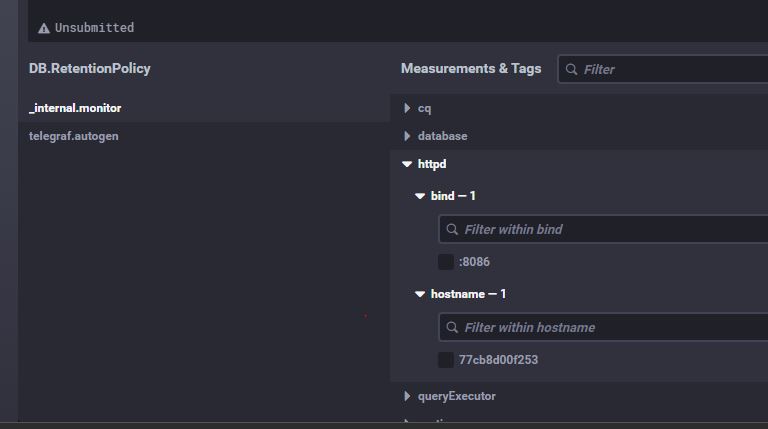 Unsubmitted
DB.RetentionPolicy
_internal.monitor
telegraf.autogen
Measurements & Tags
Filter
cq
database
httpd
bind — 1
Filter within bind
:8086
hostname — 1
Filter within hostname
77cb8d00f253
queryExecutor